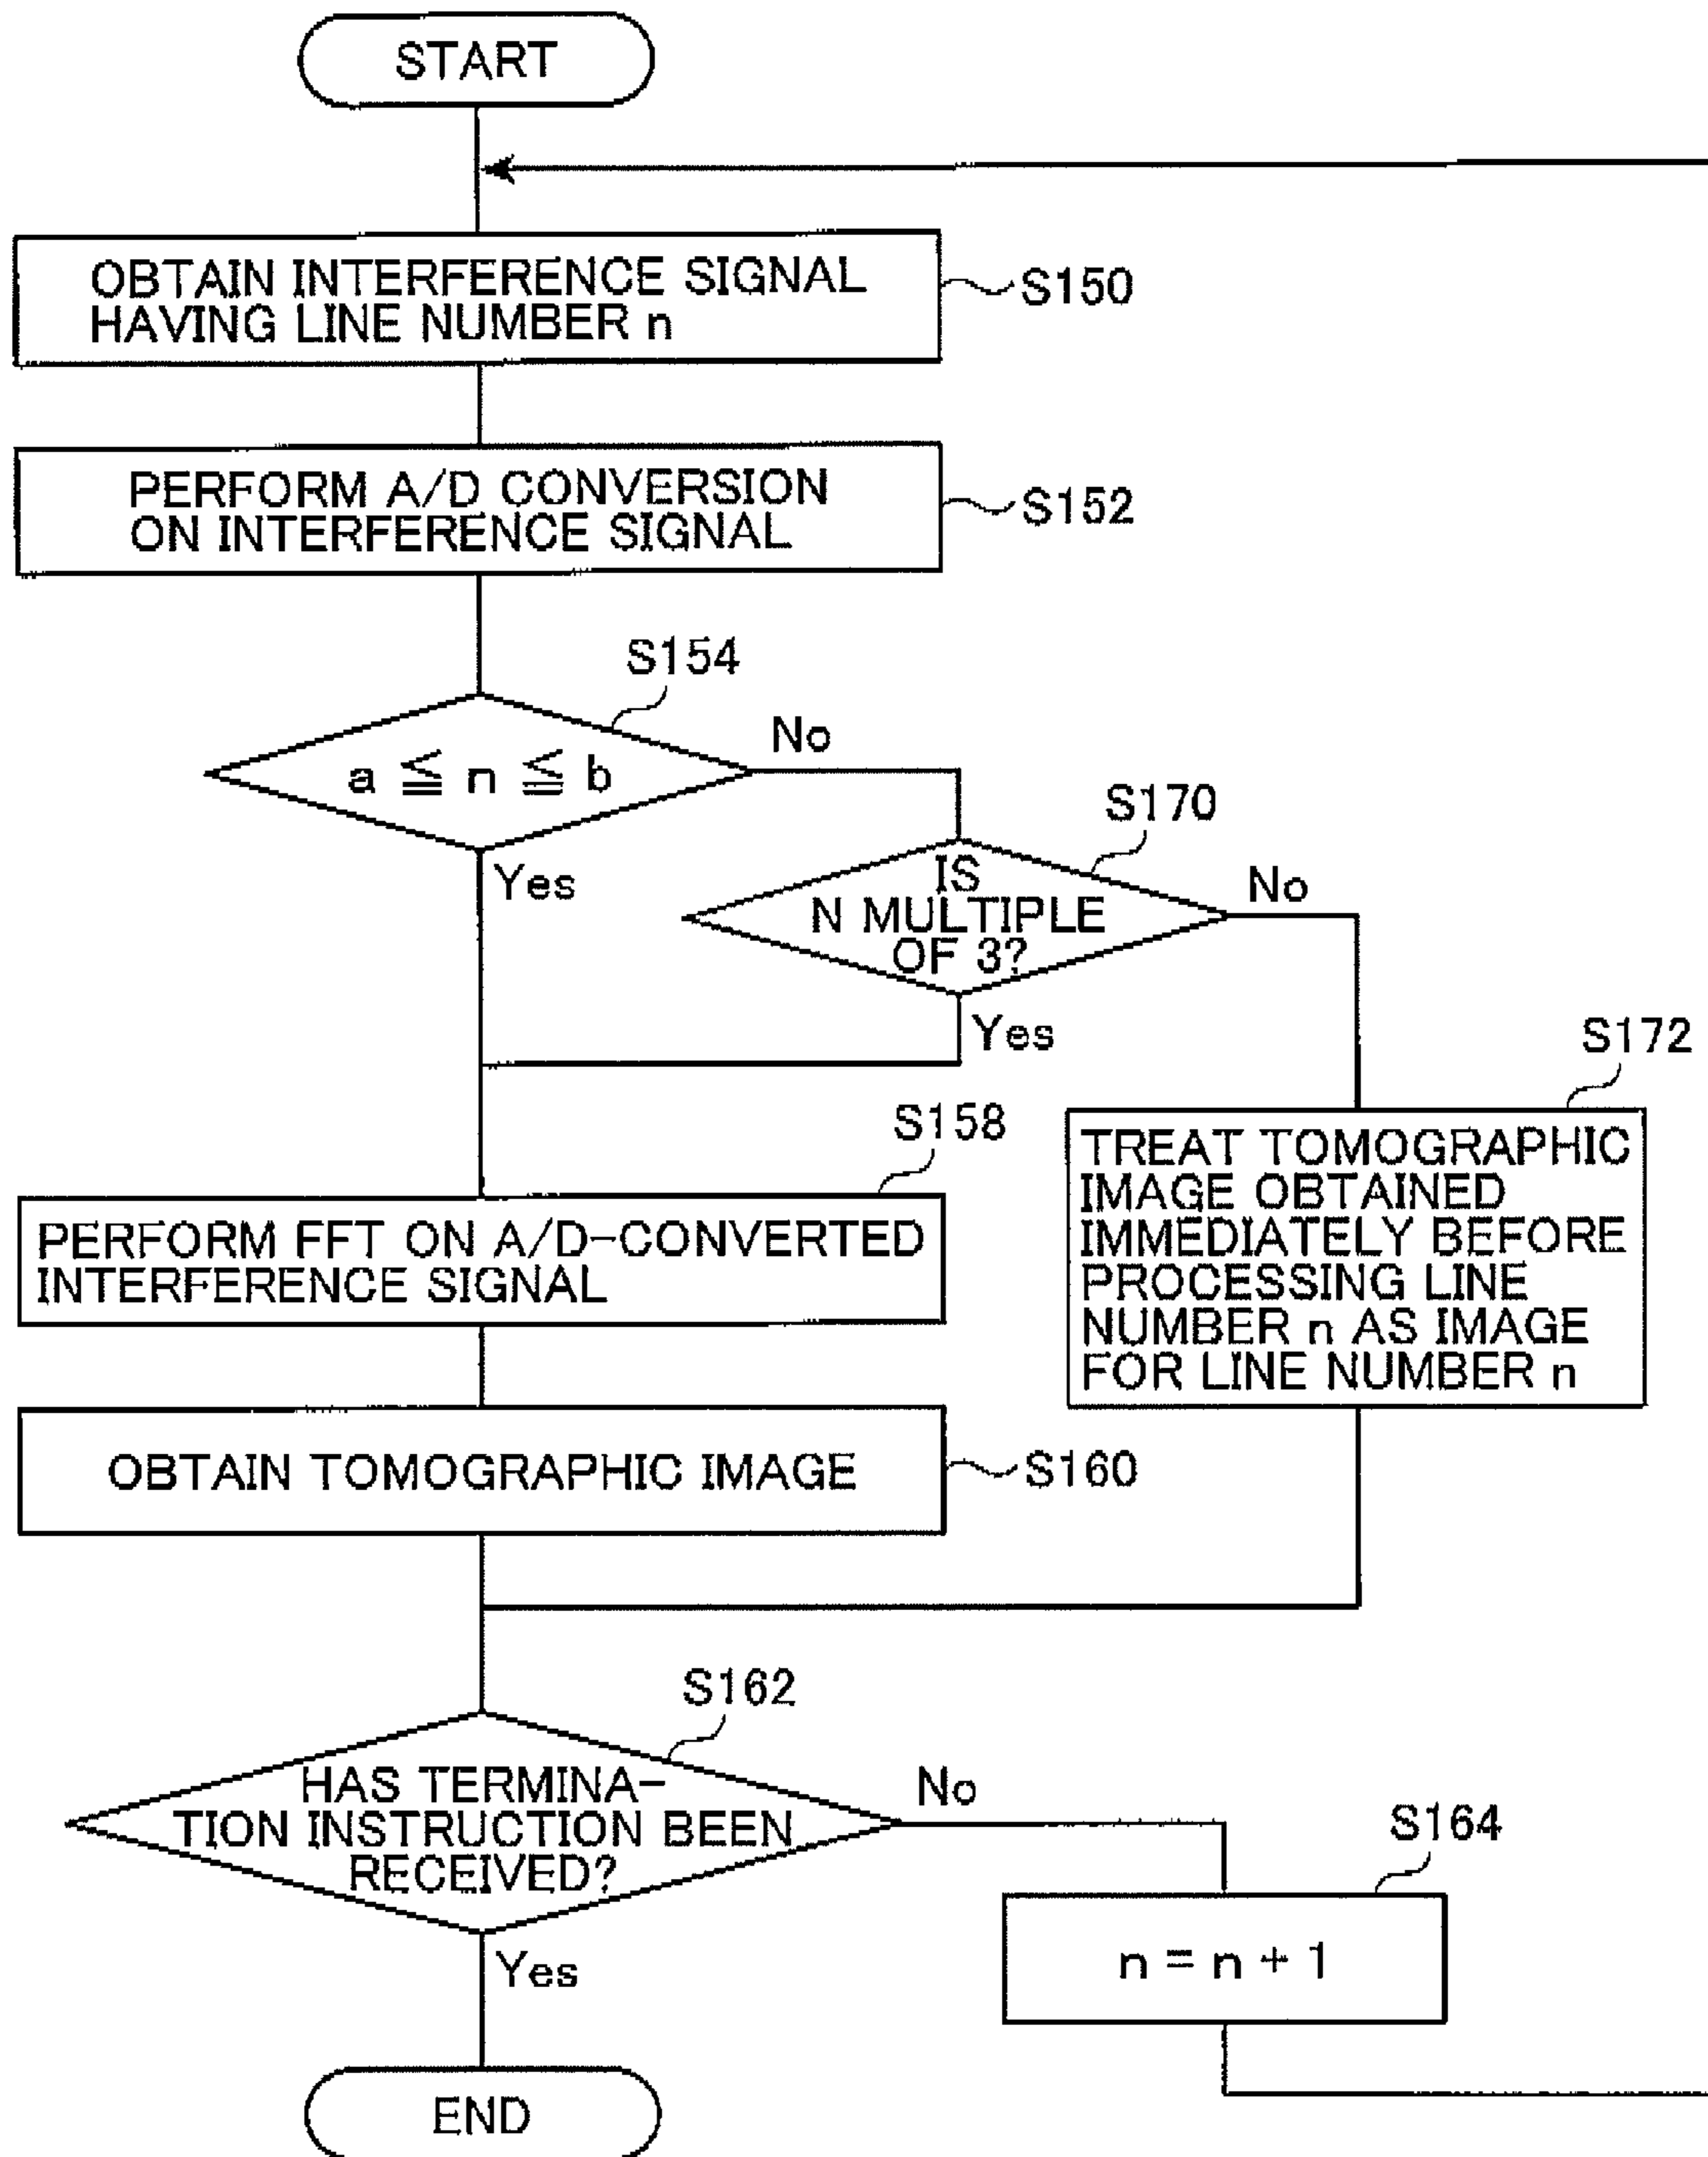 START
OBTAIN INTERFERENCE SIGNAL
HAVING LINE NUMBER n
S150
PERFORM A/D CONVERSION
ON INTERFERENCE SIGNAL
S152
S154
a ≦ n ≦ b
No
Yes
S170
IS
N MULTIPLE
OF 3?
No
Yes
S172
TREAT TOMOGRAPHIC
IMAGE OBTAINED
IMMEDIATELY BEFORE
PROCESSING LINE
NUMBER n AS IMAGE
FOR LINE NUMBER n
S158
PERFORM FFT ON A/D-CONVERTED
INTERFERENCE SIGNAL
OBTAIN TOMOGRAPHIC IMAGE
S160
S162
HAS TERMINA-
TION INSTRUCTION BEEN
RECEIVED?
No
Yes
S164
n = n + 1
END